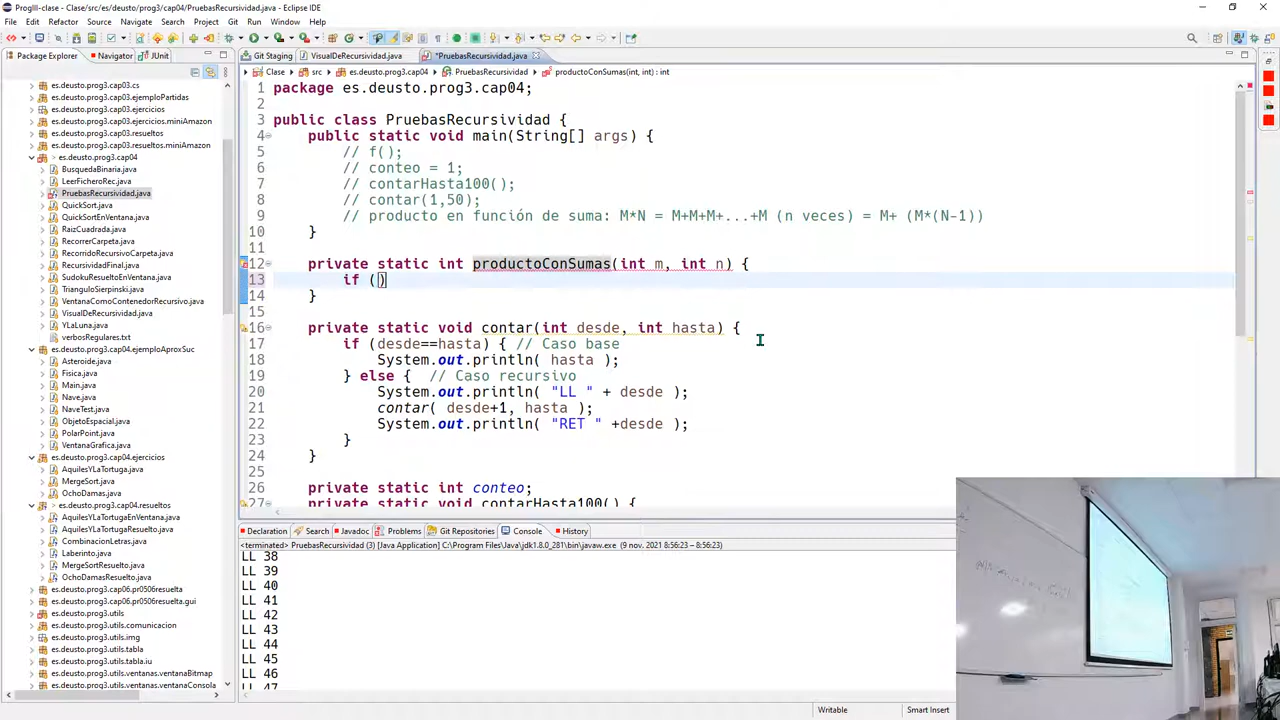 ProgIII-clase - Clase/src/es/deusto/prog3/cap04/PruebasRecursividad.java - Eclipse IDE
File Edit Refactor Source Navigate Search Project Git Run Window Help
Package Explorer Navigator JUnit
es.deusto.prog3.cap03.cs
es.deusto.prog3.cap03.ejemploPartidas
es.deusto.prog3.cap03.ejercicios
es.deusto.prog3.cap03.ejercicios.miniAmazon
es.deusto.prog3.cap03.resueltos
es.deusto.prog3.cap03.resueltos.miniAmazon
es.deusto.prog3.cap04
BusquedaBinaria.java
LeerFicheroRec.java
PruebasRecursividad.java
QuickSort.java
QuickSortEnVentana.java
RaizCuadrada.java
RecorrerCarpeta.java
RecorridoRecursivoCarpeta.java
RecursividadFinal.java
SudokuResueltoEnVentana.java
TrianguloSierpinski.java
VentanaComoContenedorRecursivo.java
VisualDeRecursividad.java
YLaLuna.java
verbosRegulares.txt
es.deusto.prog3.cap04.ejemploAproxSuc
Asteroide.java
Fisica.java
Main.java
Nave.java
NaveTest.java
ObjetoEspacial.java
PolarPoint.java
VentanaGrafica.java
es.deusto.prog3.cap04.ejercicios
AquilesYLaTortuga.java
MergeSort.java
OchoDamas.java
es.deusto.prog3.cap04.resueltos
AquilesYLaTortugaEnVentana.java
AquilesYLaTortugaResuelto.java
CombinacionLetras.java
Laberinto.java
MergeSortResuelto.java
OchoDamasResuelto.java
es.deusto.prog3.cap06.pr0506resuelta
es.deusto.prog3.cap06.pr0506resuelta.gui
es.deusto.prog3.utils
es.deusto.prog3.utils.comunicacion
es.deusto.prog3.utils.img
es.deusto.prog3.utils.tabla
es.deusto.prog3.utils.tabla.iu
es.deusto.prog3.utils.ventanas.ventanaBitmap
es.deusto.prog3.utils.ventanas.ventanaConsola
Git Staging VisualDeRecursividad.java *PruebasRecursividad.java
Clase src es.deusto.prog3.cap04 PruebasRecursividad productoConSumas(int, int) : int
1 package es.deusto.prog3.cap04;
2
3 public class PruebasRecursividad {
4 public static void main(String[] args) {
5 // f();
6 // conteo = 1;
7 // contarHasta100();
8 // contar(1,50);
9 // producto en función de suma: M*N = M+M+M+...+M (n veces) = M+ (M*(N-1))
10 }
11
12 private static int productoConSumas(int m, int n) {
13 if ()
14 }
15
16 private static void contar(int desde, int hasta) {
17 if (desde==hasta) { // Caso base
18 System.out.println( hasta );
19 } else { // Caso recursivo
20 System.out.println( "LL " + desde );
21 contar( desde+1, hasta );
22 System.out.println( "RET " +desde );
23 }
24 }
25
26 private static int conteo;
27 private static void contarHasta100() {
Declaration Search Javadoc Problems Git Repositories Console History
<terminated> PruebasRecursividad (3) [Java Application] C:\Program Files\Java\jdk1.8.0_281\bin\javaw.exe (9 nov. 2021 8:56:23 – 8:56:23)
LL 38
LL 39
LL 40
LL 41
LL 42
LL 43
LL 44
LL 45
LL 46
LL 47
Writable Smart Insert